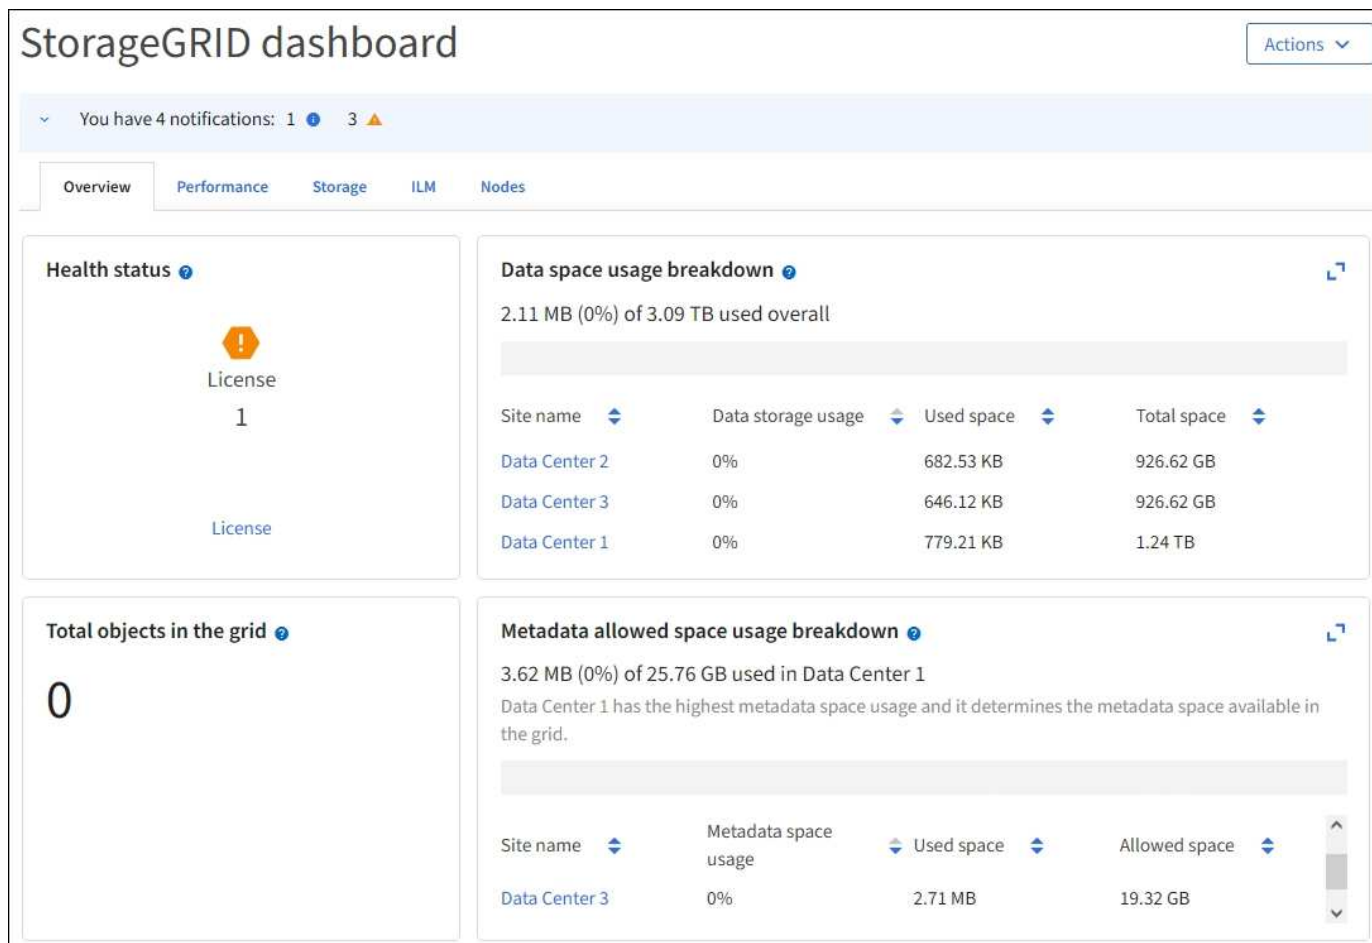 StorageGRID dashboard
Actions
You have 4 notifications: 1 3
Overview Performance Storage ILM Nodes
Health status
License
1
License
Data space usage breakdown
2.11 MB (0%) of 3.09 TB used overall
Site name Data storage usage Used space Total space
Data Center 2 0% 682.53 KB 926.62 GB
Data Center 3 0% 646.12 KB 926.62 GB
Data Center 1 0% 779.21 KB 1.24 TB
Total objects in the grid
0
Metadata allowed space usage breakdown
3.62 MB (0%) of 25.76 GB used in Data Center 1
Data Center 1 has the highest metadata space usage and it determines the metadata space available in
the grid.
Site name Metadata space usage Used space Allowed space
Data Center 3 0% 2.71 MB 19.32 GB